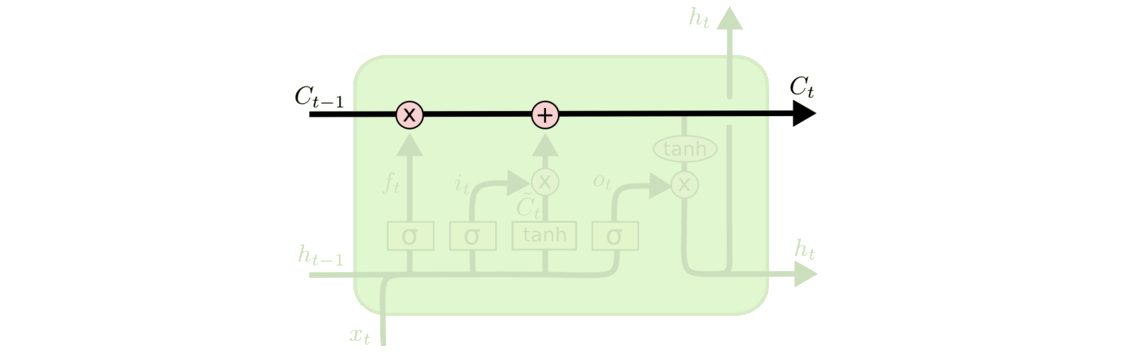 h_t
C_{t-1} x + C_t
tanh
f_t i_t x o_t x
C̃_t
σ σ tanh σ
h_{t-1} h_t
x_t